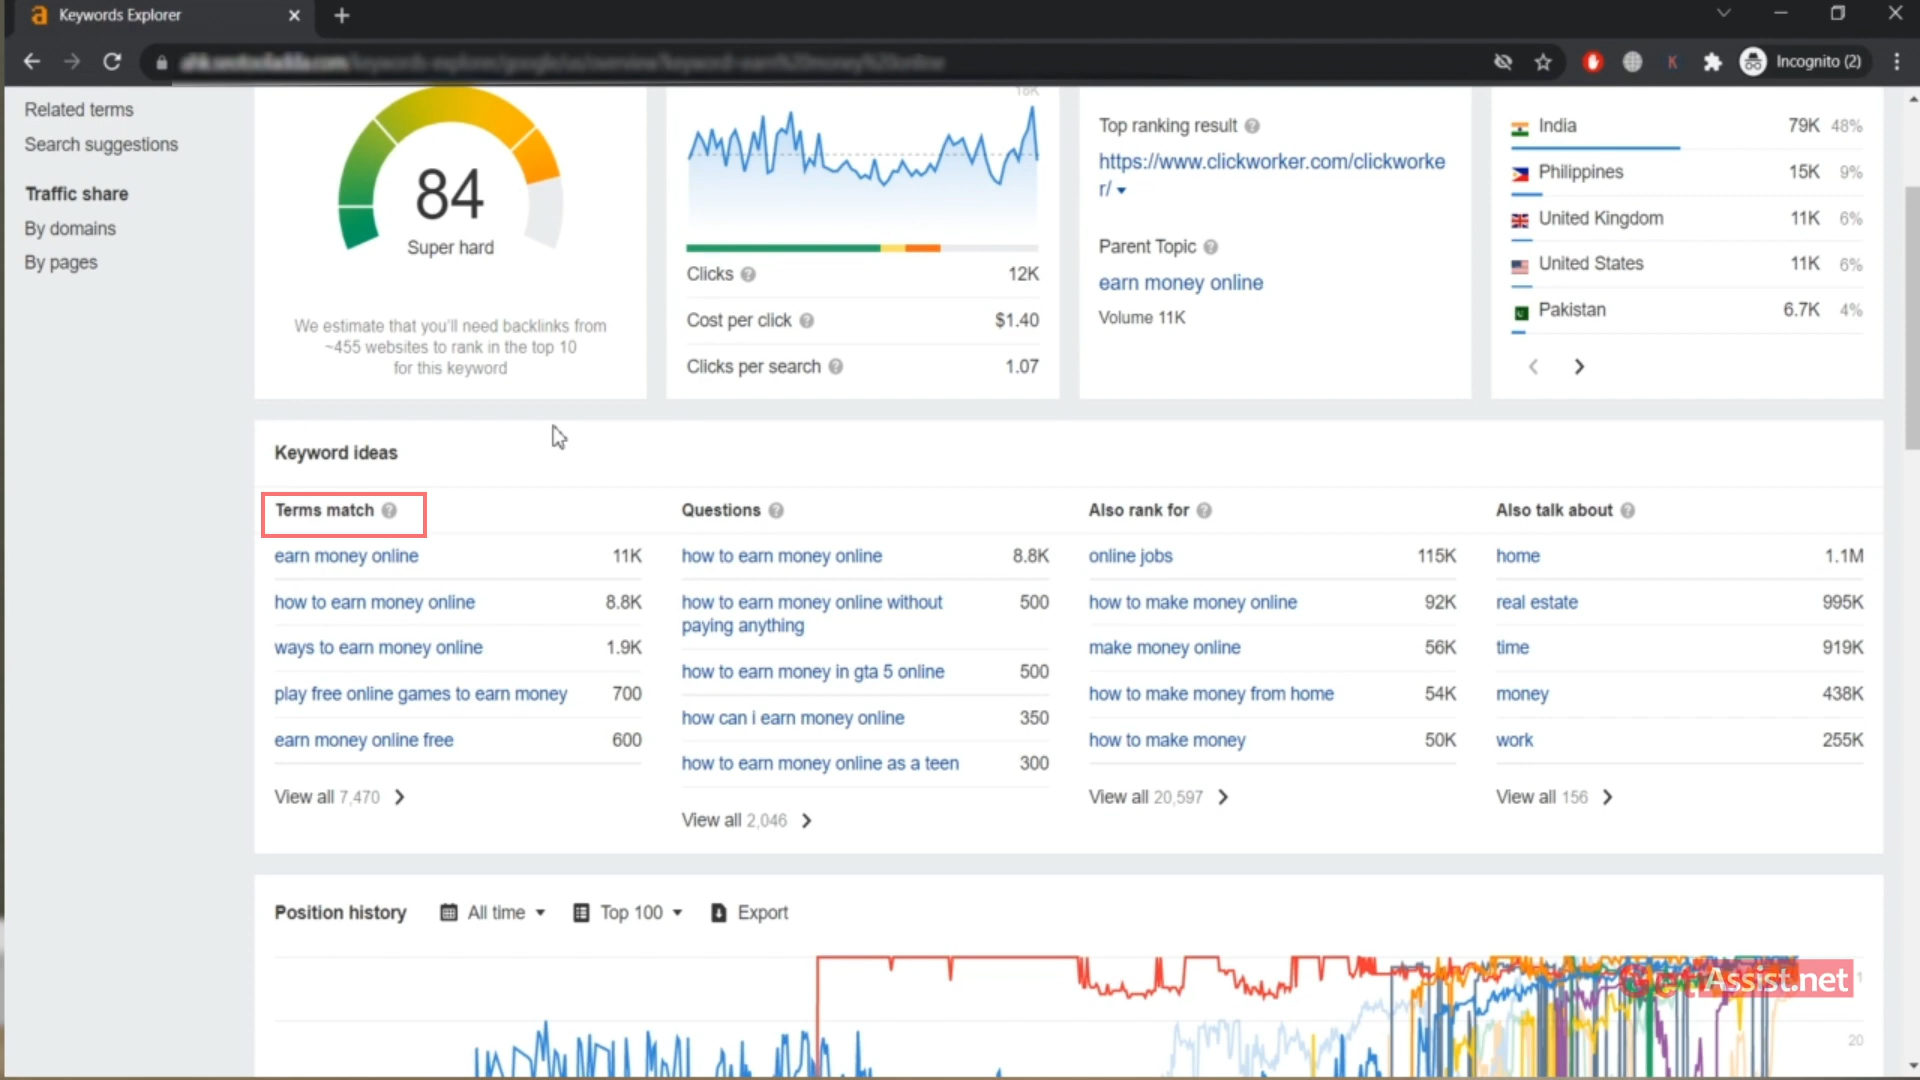 Keywords Explorer
Incognito (2)
Related terms
Search suggestions
Traffic share
By domains
By pages
84
Super hard
We estimate that you'll need backlinks from
~455 websites to rank in the top 10
for this keyword
Clicks 12K
Cost per click $1.40
Clicks per search 1.07
Top ranking result
https://www.clickworker.com/clickworke
r/
Parent Topic
earn money online
Volume 11K
India 79K 48%
Philippines 15K 9%
United Kingdom 11K 6%
United States 11K 6%
Pakistan 6.7K 4%
Keyword ideas
Terms match
earn money online 11K
how to earn money online 8.8K
ways to earn money online 1.9K
play free online games to earn money 700
earn money online free 600
View all 7,470
Questions
how to earn money online 8.8K
how to earn money online without 500
paying anything
how to earn money in gta 5 online 500
how can i earn money online 350
how to earn money online as a teen 300
View all 2,046
Also rank for
online jobs 115K
how to make money online 92K
make money online 56K
how to make money from home 54K
how to make money 50K
View all 20,597
Also talk about
home 1.1M
real estate 995K
time 919K
money 438K
work 255K
View all 156
Position history All time Top 100 Export
Assist.net
1
20